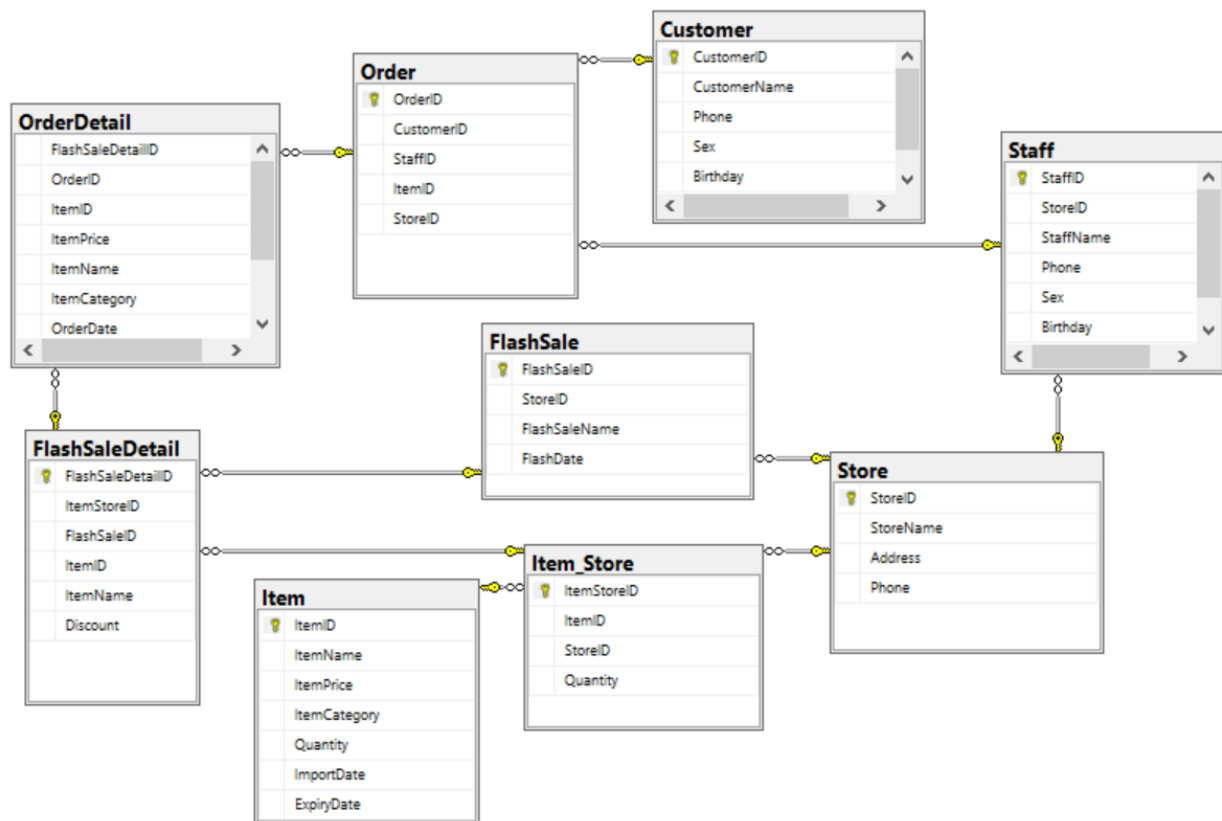 Customer
CustomerID
CustomerName
Phone
Sex
Birthday
Order
OrderID
CustomerID
StaffID
ItemID
StoreID
OrderDetail
FlashSaleDetailID
OrderID
ItemID
ItemPrice
ItemName
ItemCategory
OrderDate
Staff
StaffID
StoreID
StaffName
Phone
Sex
Birthday
FlashSale
FlashSaleID
StoreID
FlashSaleName
FlashDate
FlashSaleDetail
FlashSaleDetailID
ItemStoreID
FlashSaleID
ItemID
ItemName
Discount
Store
StoreID
StoreName
Address
Phone
Item_Store
ItemStoreID
ItemID
StoreID
Quantity
Item
ItemID
ItemName
ItemPrice
ItemCategory
Quantity
ImportDate
ExpiryDate